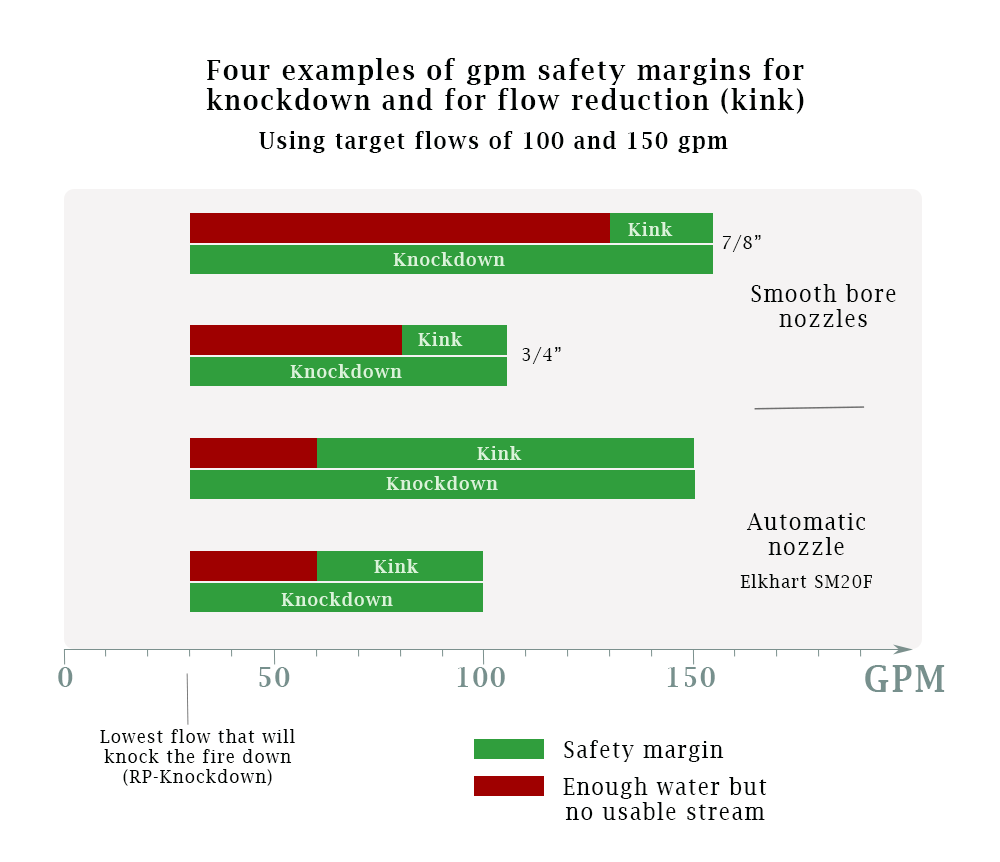 Four examples of gpm safety margins for
knockdown and for flow reduction (kink)
Using target flows of 100 and 150 gpm
Kink
7/8”
Knockdown
Smooth bore
nozzles
Kink
3/4”
Knockdown
Kink
Knockdown
Automatic
nozzle
Elkhart SM20F
Kink
Knockdown
0 50 100 150 GPM
Lowest flow that will
knock the fire down
(RP-Knockdown)
Safety margin
Enough water but
no usable stream